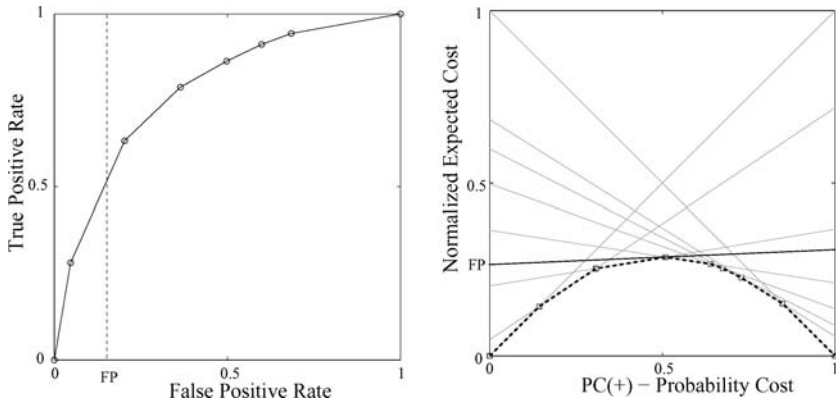 1
0.5
0
True Positive Rate
0
FP
0.5
1
False Positive Rate
1
0.5
FP
0
Normalized Expected Cost
0
0.5
1
PC(+) − Probability Cost